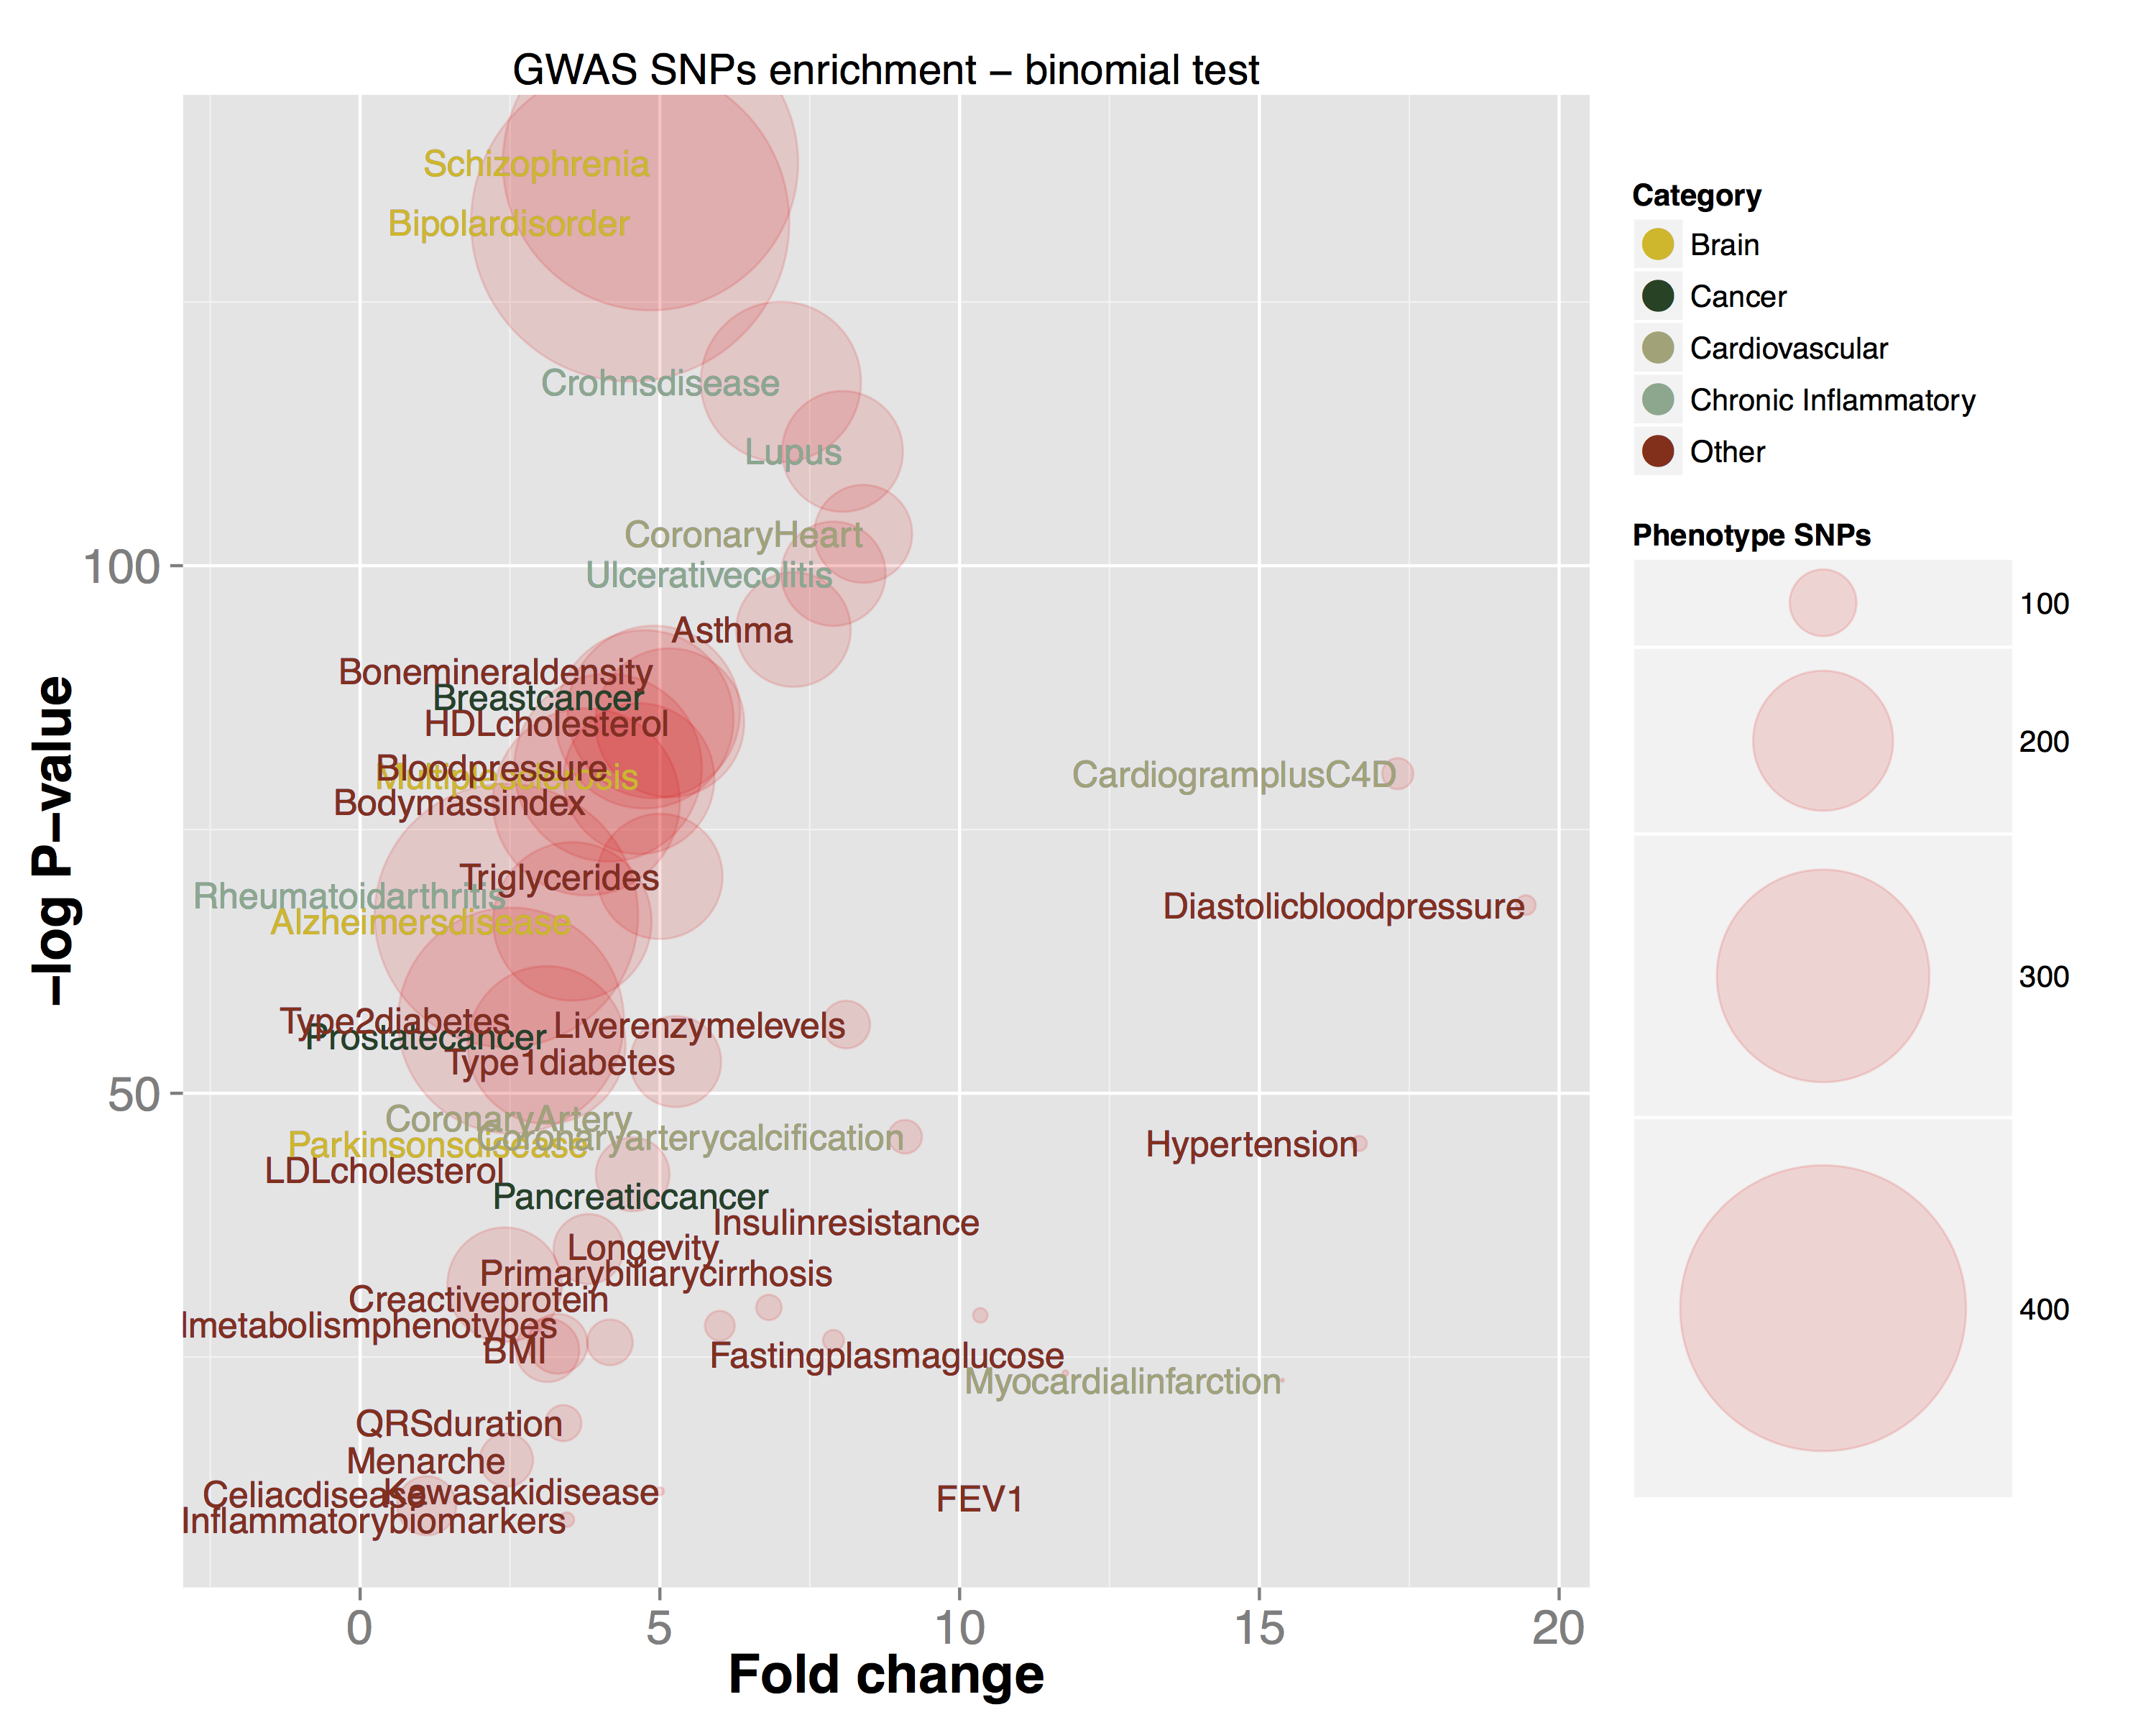 GWAS SNPs enrichment – binomial test
Schizophrenia
Bipolardisorder
Crohnsdisease
Lupus
CoronaryHeart
Ulcerativecolitis
Asthma
Bonemineraldensity
Breastcancer
HDLcholesterol
Bloodpressure
Multiplesclerosis
Bodymassindex
CardiogramplusC4D
Triglycerides
Rheumatoidarthritis
Alzheimersdisease
Diastolicbloodpressure
Type2diabetes
Prostatecancer
Liverenzymelevels
Type1diabetes
CoronaryArtery
Coronaryarterycalcification
Parkinsonsdisease
Hypertension
LDLcholesterol
Pancreaticcancer
Insulinresistance
Longevity
Primarybiliarycirrhosis
Creactiveprotein
lmetabolismphenotypes
BMI
Fastingplasmaglucose
Myocardialinfarction
QRSduration
Menarche
Celiacdisease
Kawasakidisease
FEV1
Inflammatorybiomarkers
100
50
–log P–value
0 5 10 15 20
Fold change
Category
Brain
Cancer
Cardiovascular
Chronic Inflammatory
Other
Phenotype SNPs
100
200
300
400